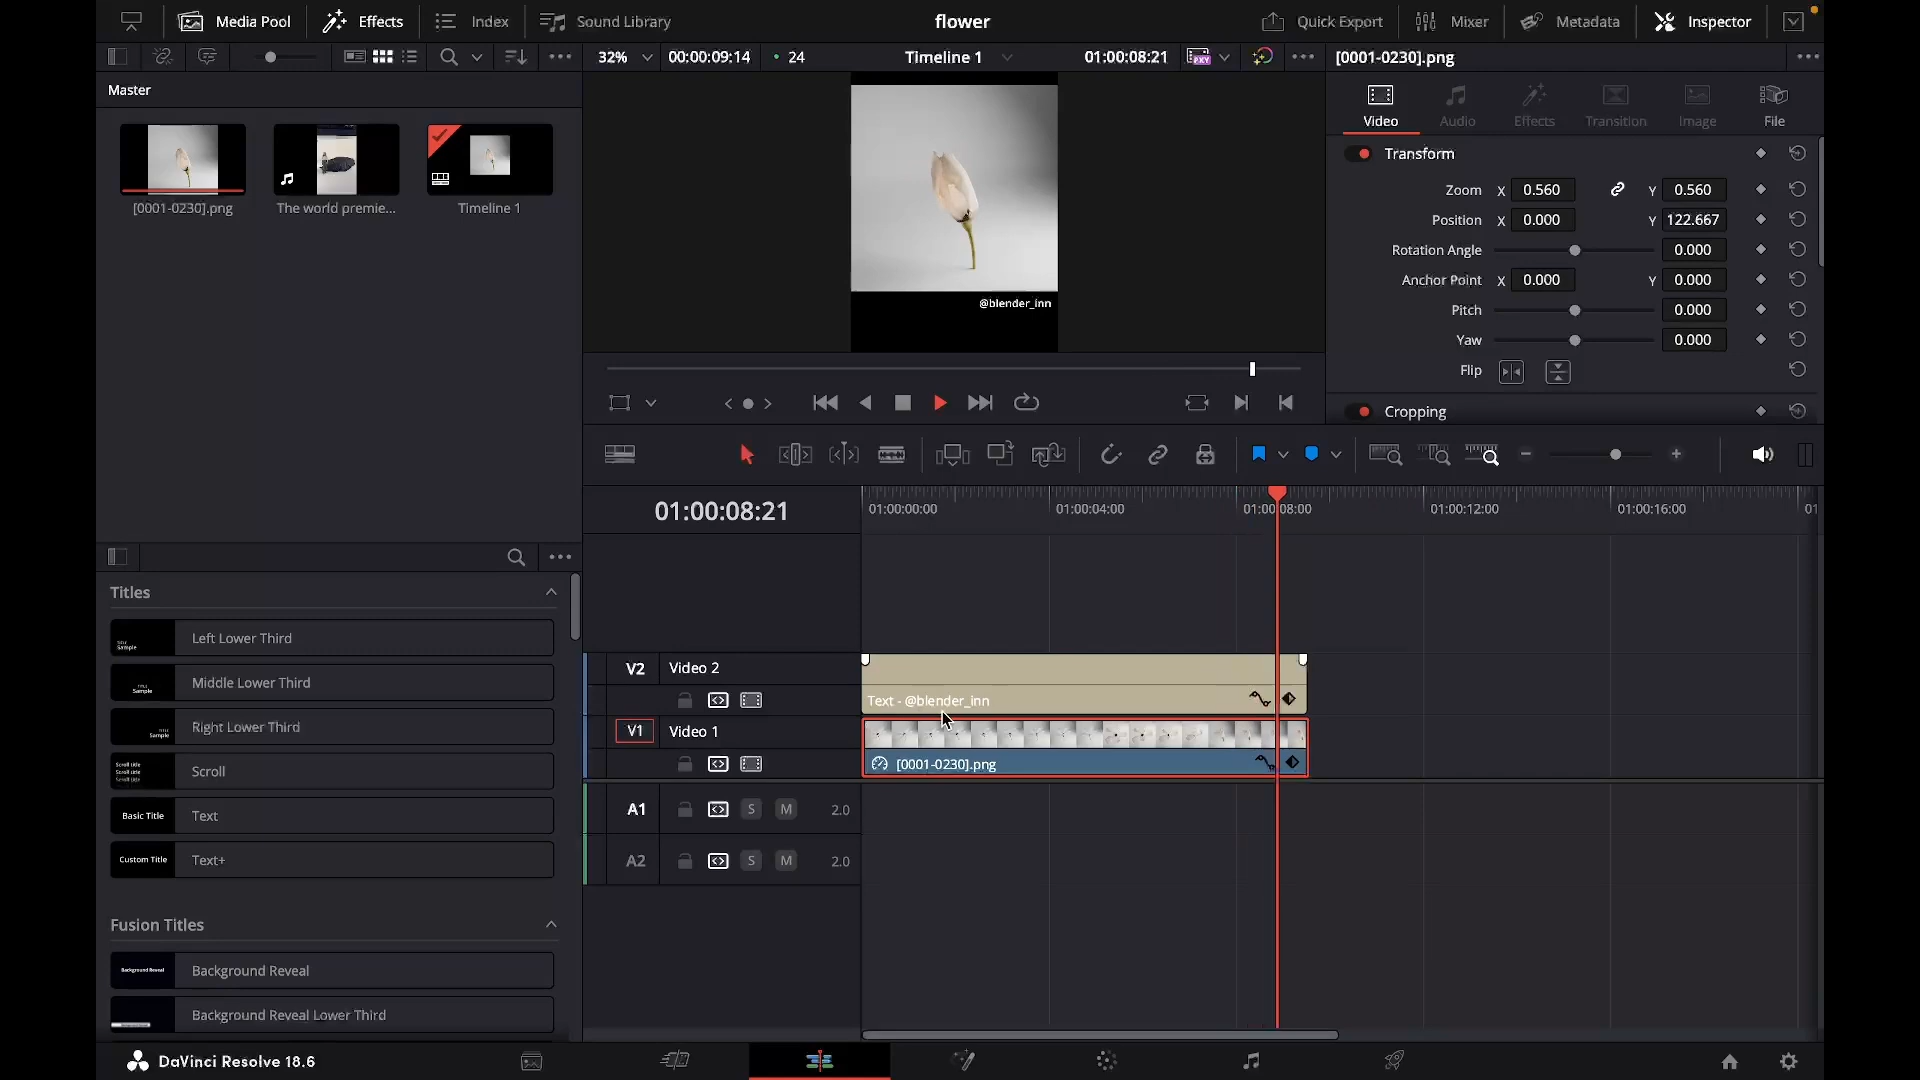 Media Pool
Effects
Index
Sound Library
flower
Quick Export
Mixer
Metadata
Inspector
32%
00:00:09:14
24
Timeline 1
01:00:08:21
PXY
[0001-0230].png
Master
[0001-0230].png
The world premie...
Timeline 1
@blender_inn
Video
Audio
Effects
Transition
Image
File
Transform
Zoom X 0.560 Y 0.560
Position X 0.000 Y 122.667
Rotation Angle 0.000
Anchor Point X 0.000 Y 0.000
Pitch 0.000
Yaw 0.000
Flip
Cropping
01:00:08:21
01:00:00:00
01:00:04:00
01:00:08:00
01:00:12:00
01:00:16:00
01
V2 Video 2
Text - @blender_inn
V1 Video 1
[0001-0230].png
A1 S M 2.0
A2 S M 2.0
Titles
Left Lower Third
Middle Lower Third
Right Lower Third
Scroll
Basic Title Text
Custom Title Text+
Fusion Titles
Background Reveal Background Reveal
Background Reveal Lower Third
DaVinci Resolve 18.6